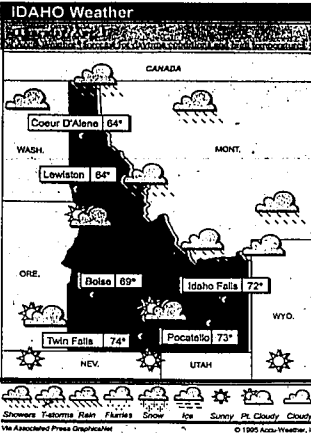 IDAHO Weather
CANADA
Coeur D'Alene 64°
WASH.
MONT.
Lewiston 64°
ORE.
Boise 69°
Idaho Falls 72°
WYO.
Twin Falls 74°
Pocatello 73°
NEV.
UTAH
Showers T-storms Rain Flurries Snow Ice Sunny Pt. Cloudy Cloudy
Via Associated Press GraphicsNet
© 1995 Accu-Weather, I